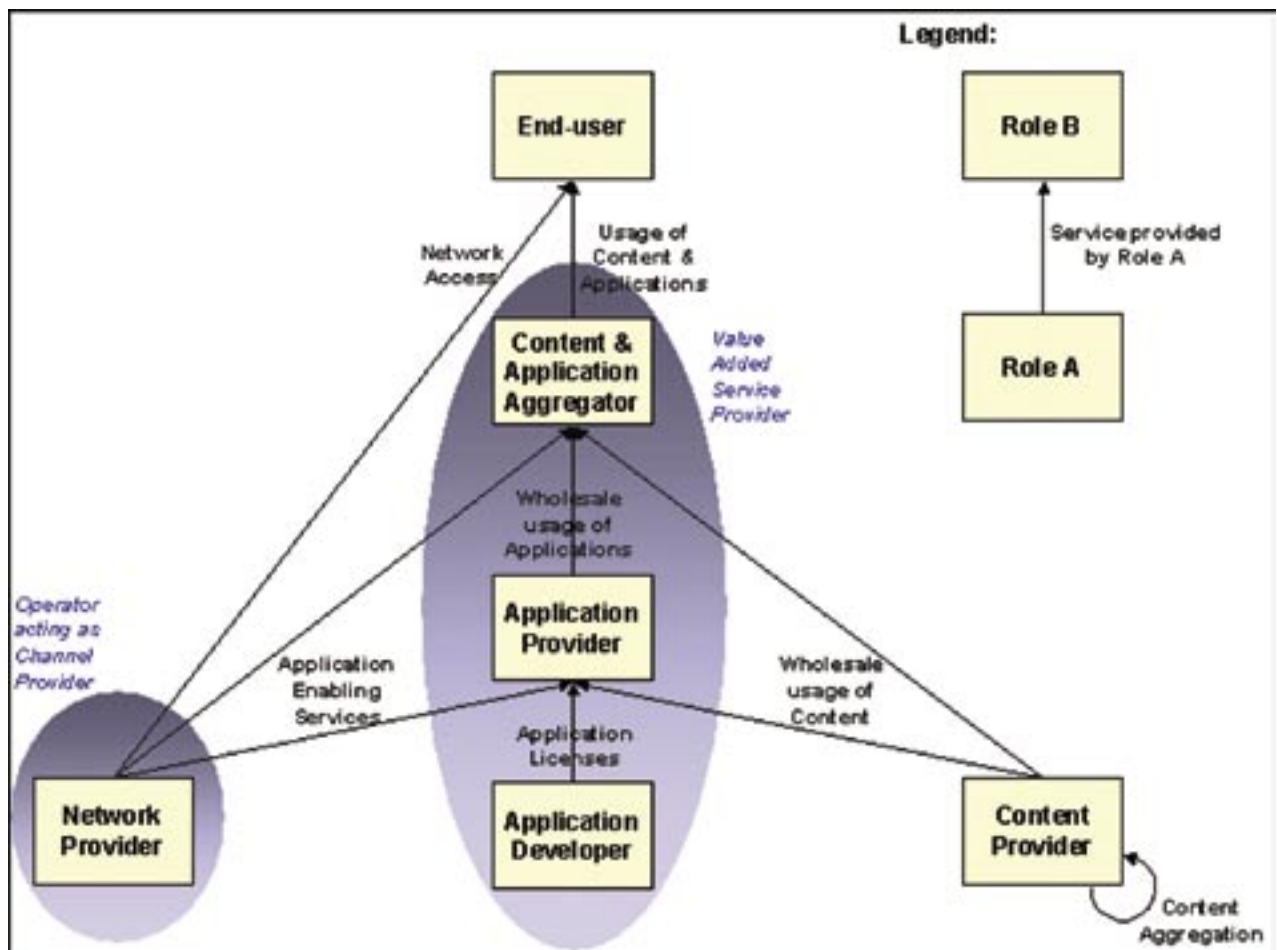 Legend:
End-user
Role B
Network
Access
Usage of
Content &
Applications
Service provided
by Role A
Content &
Application
Aggregator
Value
Added
Service
Provider
Role A
Wholesale
usage of
Applications
Operator
acting as
Channel
Provider
Application
Provider
Application
Enabling
Services
Wholesale
usage of
Content
Application
Licenses
Network
Provider
Application
Developer
Content
Provider
Content
Aggregation